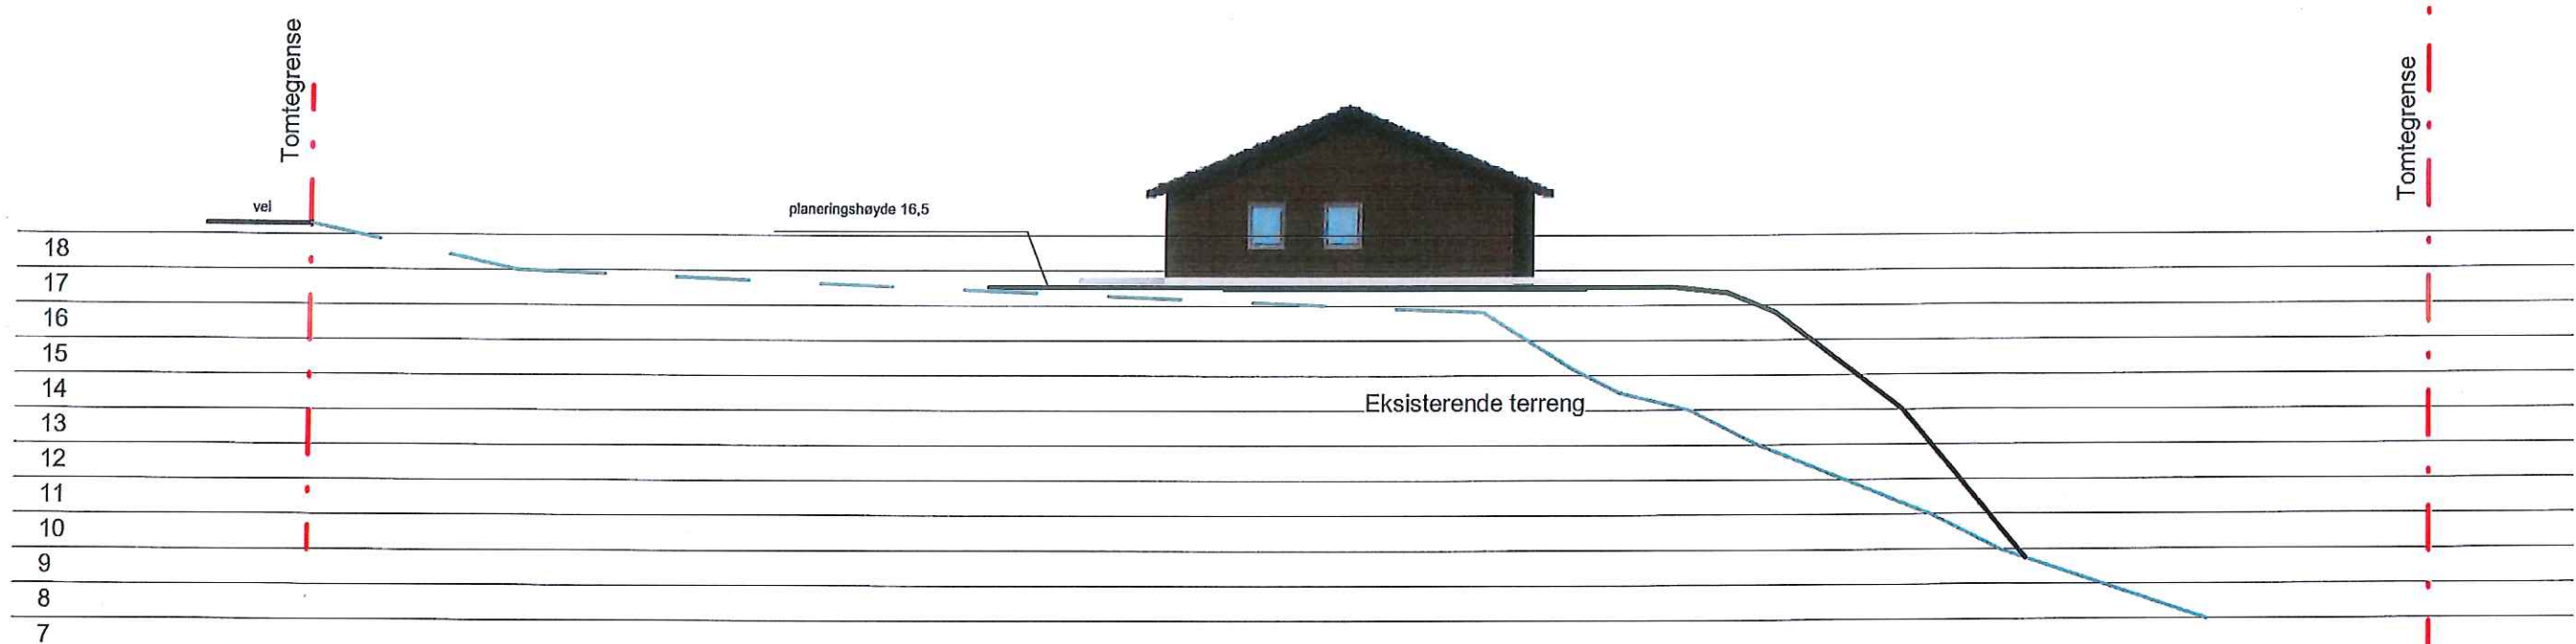 Tomtegrense
Tomtegrense
vei
planeringshøyde 16,5
18
17
16
15
14
Eksisterende terreng
13
12
11
10
9
8
7